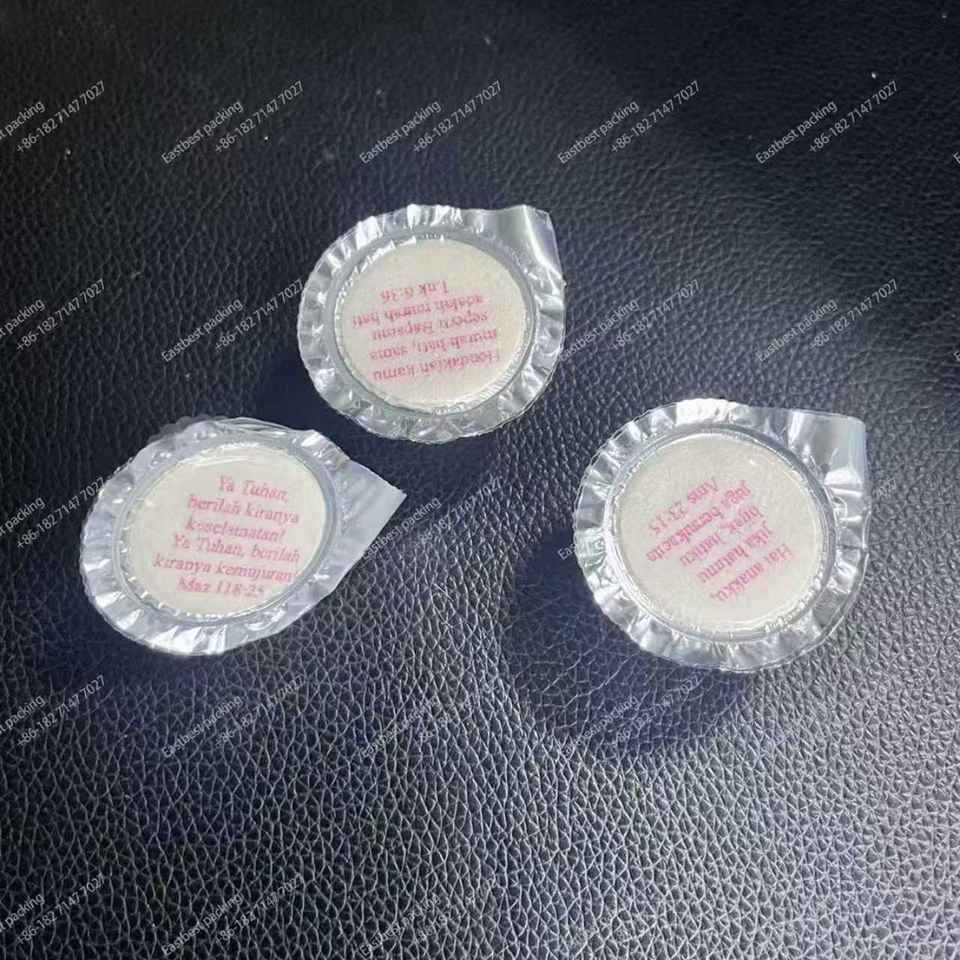 Hendaklah kamu
murah hati, sama
seperti Bapamu
adalah murah hati
Luk 6:36
Ya Tuhan,
berilah kiranya
keselamatan!
Ya Tuhan, berilah
kiranya kemujuran
Maz 118:25
Hai anakku,
jika hatimu
bijak, hatiku
juga bersukacita
Ams 23:15
Eastbest packing
+86-182 7147 7027